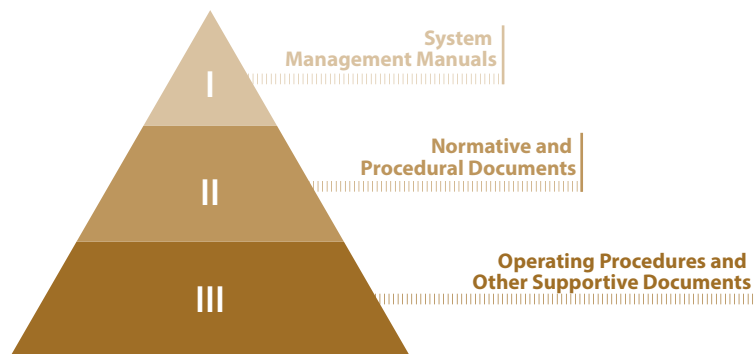 System
Management Manuals
I
Normative and
Procedural Documents
II
Operating Procedures and
Other Supportive Documents
III